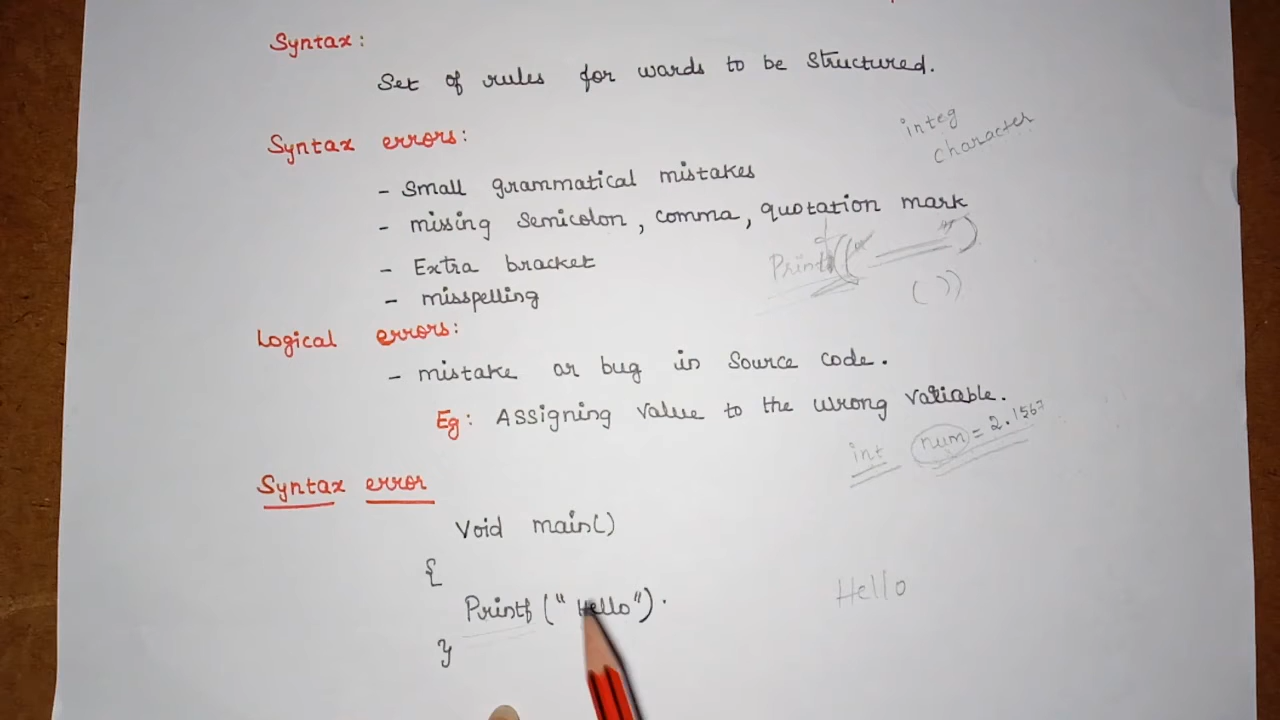 Syntax:
Set of rules for words to be structured.
Syntax errors:
integ
character
- Small grammatical mistakes
- missing Semicolon, comma, quotation mark
- Extra bracket
Printf(" ")
- misspelling
( ))
Logical errors:
- mistake or bug in Source code.
Eg: Assigning value to the wrong variable.
int num = 2.1567
Syntax error
Void main()
{
Printf ("Hello").
Hello
}